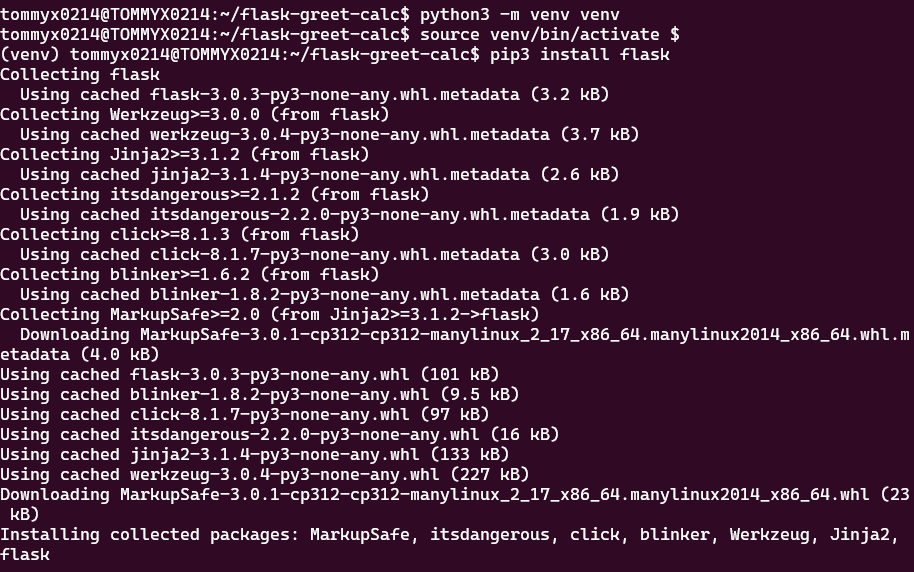 tommyx0214@TOMMYX0214:~/flask-greet-calc$ python3 -m venv venv
tommyx0214@TOMMYX0214:~/flask-greet-calc$ source venv/bin/activate $
(venv) tommyx0214@TOMMYX0214:~/flask-greet-calc$ pip3 install flask
Collecting flask
  Using cached flask-3.0.3-py3-none-any.whl.metadata (3.2 kB)
Collecting Werkzeug>=3.0.0 (from flask)
  Using cached werkzeug-3.0.4-py3-none-any.whl.metadata (3.7 kB)
Collecting Jinja2>=3.1.2 (from flask)
  Using cached jinja2-3.1.4-py3-none-any.whl.metadata (2.6 kB)
Collecting itsdangerous>=2.1.2 (from flask)
  Using cached itsdangerous-2.2.0-py3-none-any.whl.metadata (1.9 kB)
Collecting click>=8.1.3 (from flask)
  Using cached click-8.1.7-py3-none-any.whl.metadata (3.0 kB)
Collecting blinker>=1.6.2 (from flask)
  Using cached blinker-1.8.2-py3-none-any.whl.metadata (1.6 kB)
Collecting MarkupSafe>=2.0 (from Jinja2>=3.1.2->flask)
  Downloading MarkupSafe-3.0.1-cp312-cp312-manylinux_2_17_x86_64.manylinux2014_x86_64.whl.m
etadata (4.0 kB)
Using cached flask-3.0.3-py3-none-any.whl (101 kB)
Using cached blinker-1.8.2-py3-none-any.whl (9.5 kB)
Using cached click-8.1.7-py3-none-any.whl (97 kB)
Using cached itsdangerous-2.2.0-py3-none-any.whl (16 kB)
Using cached jinja2-3.1.4-py3-none-any.whl (133 kB)
Using cached werkzeug-3.0.4-py3-none-any.whl (227 kB)
Downloading MarkupSafe-3.0.1-cp312-cp312-manylinux_2_17_x86_64.manylinux2014_x86_64.whl (23
 kB)
Installing collected packages: MarkupSafe, itsdangerous, click, blinker, Werkzeug, Jinja2,
flask